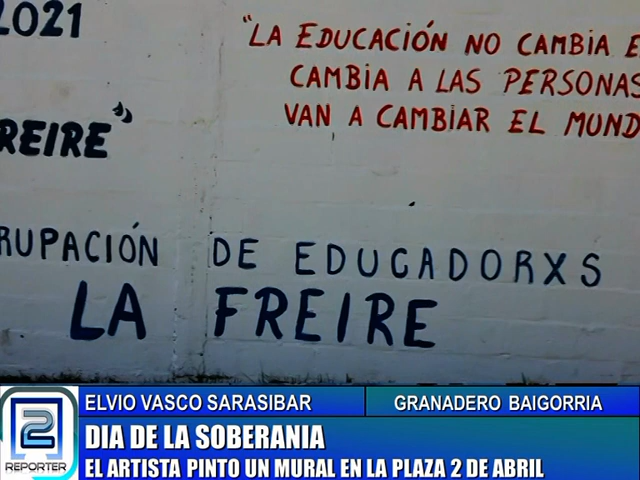 2021
"LA EDUCACIÓN NO CAMBIA E
CAMBIA A LAS PERSONAS
VAN A CAMBIAR EL MUND
REIRE"
RUPACIÓN DE EDUCADORXS
LA FREIRE
ELVIO VASCO SARASIBAR
GRANADERO BAIGORRIA
DIA DE LA SOBERANIA
EL ARTISTA PINTO UN MURAL EN LA PLAZA 2 DE ABRIL
2
REPORTER